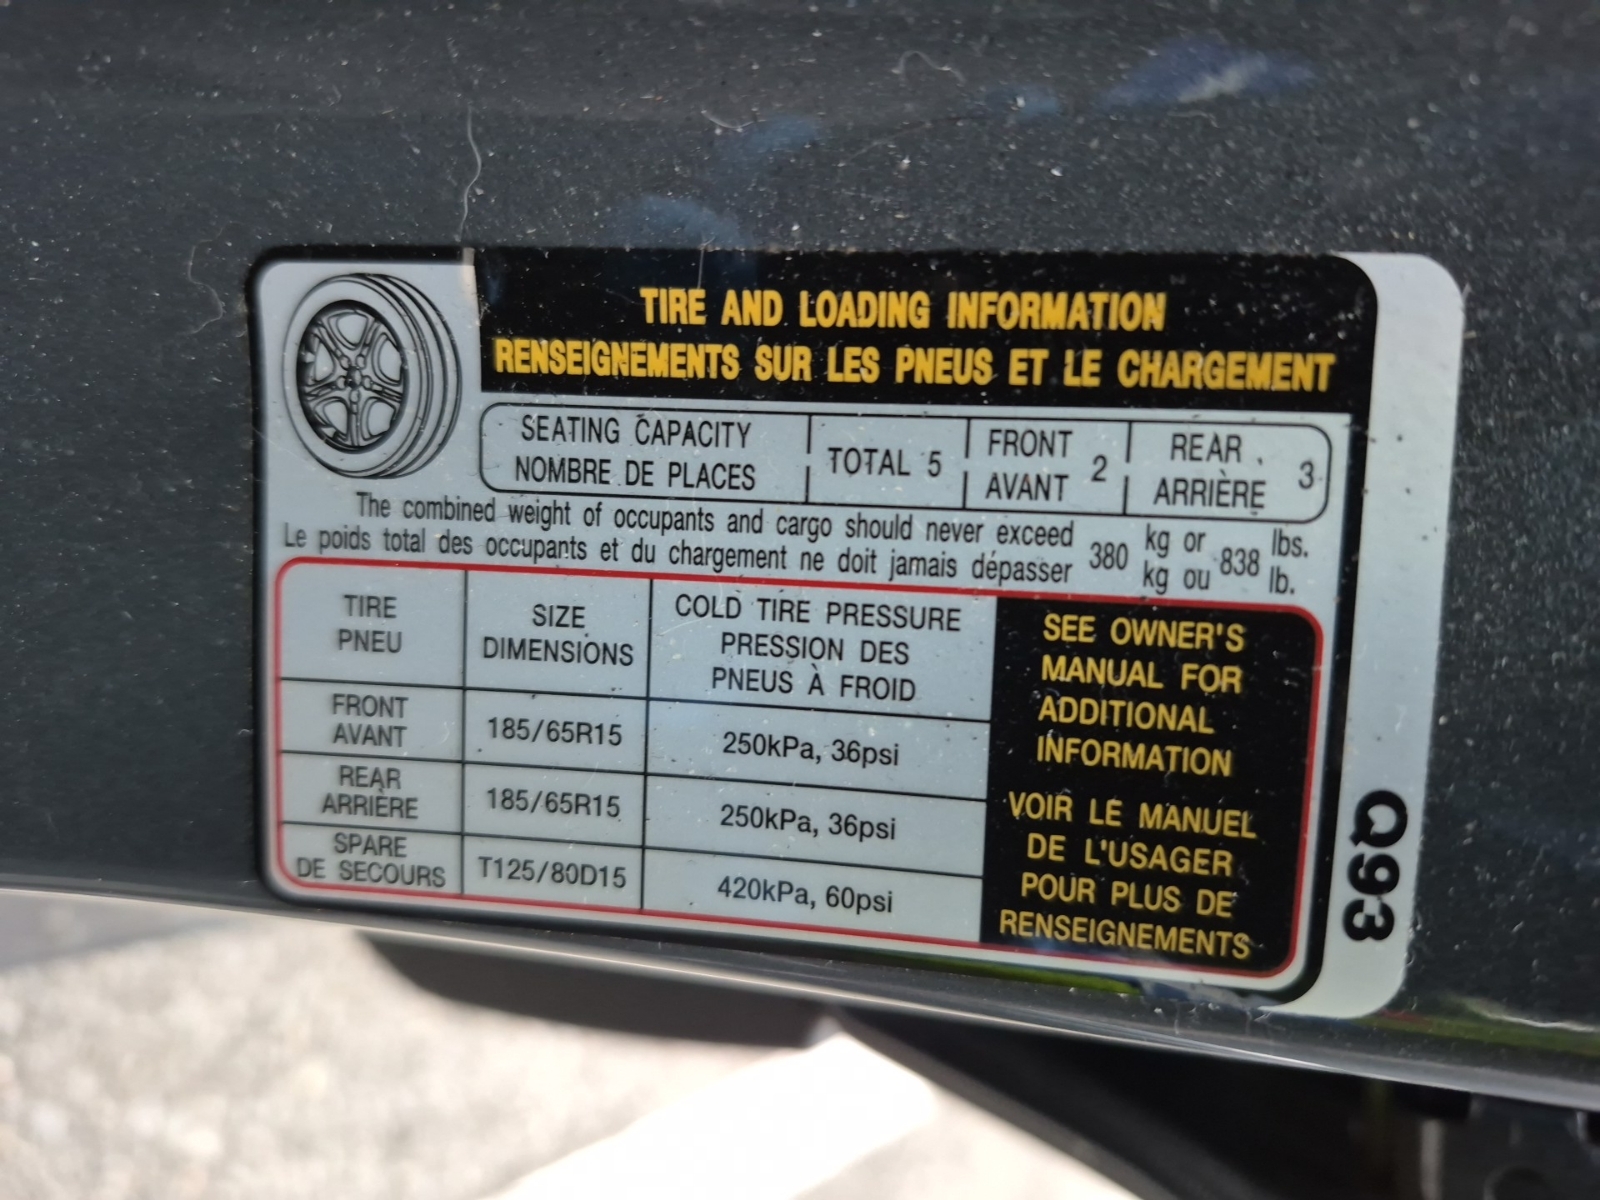 TIRE AND LOADING INFORMATION
RENSEIGNEMENTS SUR LES PNEUS ET LE CHARGEMENT
SEATING CAPACITY
NOMBRE DE PLACES
TOTAL 5
FRONT
AVANT
2
REAR
ARRIÈRE
3
The combined weight of occupants and cargo should never exceed
Le poids total des occupants et du chargement ne doit jamais dépasser
380
kg or
kg ou
838
lbs.
lb.
TIRE
PNEU
SIZE
DIMENSIONS
COLD TIRE PRESSURE
PRESSION DES
PNEUS À FROID
FRONT
AVANT
185/65R15
250kPa, 36psi
REAR
ARRIÈRE
185/65R15
250kPa, 36psi
SPARE
DE SECOURS
T125/80D15
420kPa, 60psi
SEE OWNER'S
MANUAL FOR
ADDITIONAL
INFORMATION
VOIR LE MANUEL
DE L'USAGER
POUR PLUS DE
RENSEIGNEMENTS
Q93